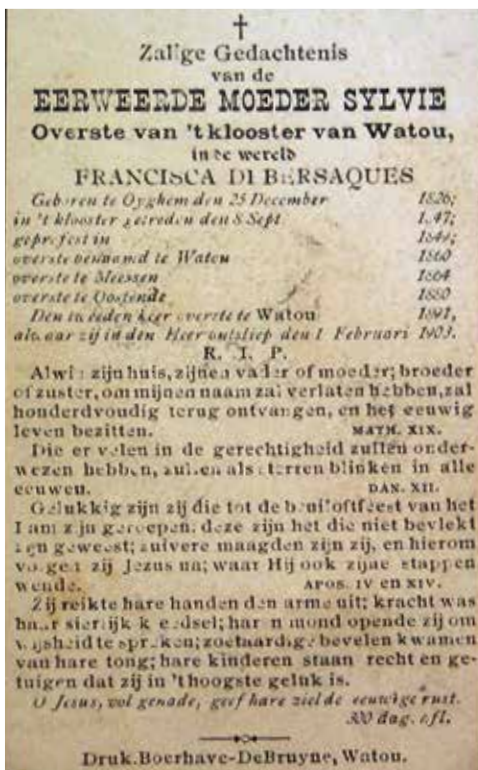 Zalige Gedachtenis
van de
EERWEERDE MOEDER SYLVIE
Overste van 't klooster van Watou,
in de wereld
FRANCISCA DE BERSAQUES
Geboren te Oyghem den 25 December 1826;
in 't klooster getreden den 8 Sept. 1847;
geprofest in
overste benaamd te Watou 1860
overste te Meessen 1864
overste te Oostende 1880
Den tweeden keer overste te Watou 1891,
alwaar zij in den Heer ontsliep den 1 Februari 1903.
R. I. P.
Alwie zijn huis, zijnen vader of moeder; broeder
of zuster, om mijnen naam zal verlaten hebben, zal
honderdvoudig terug ontvangen, en het eeuwig
leven bezitten. MATH. XIX.
Die er velen in de gerechtigheid zullen onder-
wezen hebben, zullen als sterren blinken in alle
eeuwen. DAN. XII.
Gelukkig zijn zij die tot de bruiloftfeest van het
Lam zijn geroepen. deze zijn het die niet bevlekt
zijn geweest; zuivere maagden zijn zij, en hierom
volgen zij Jezus na; waar Hij ook zijne stappen
wende. APOS. IV en XIV.
Zij reikte hare handen den arme uit; kracht was
haar sierlijk kleedsel; haren mond opende zij om
wijsheid te spreken; zoetaardige bevelen kwamen
van hare tong; hare kinderen staan recht en ge-
tuigen dat zij in 't hoogste geluk is.
O Jesus, vol genade, geef hare ziel de eeuwige rust.
300 dag. afl.
Druk. Boerhave-DeBruyne, Watou.